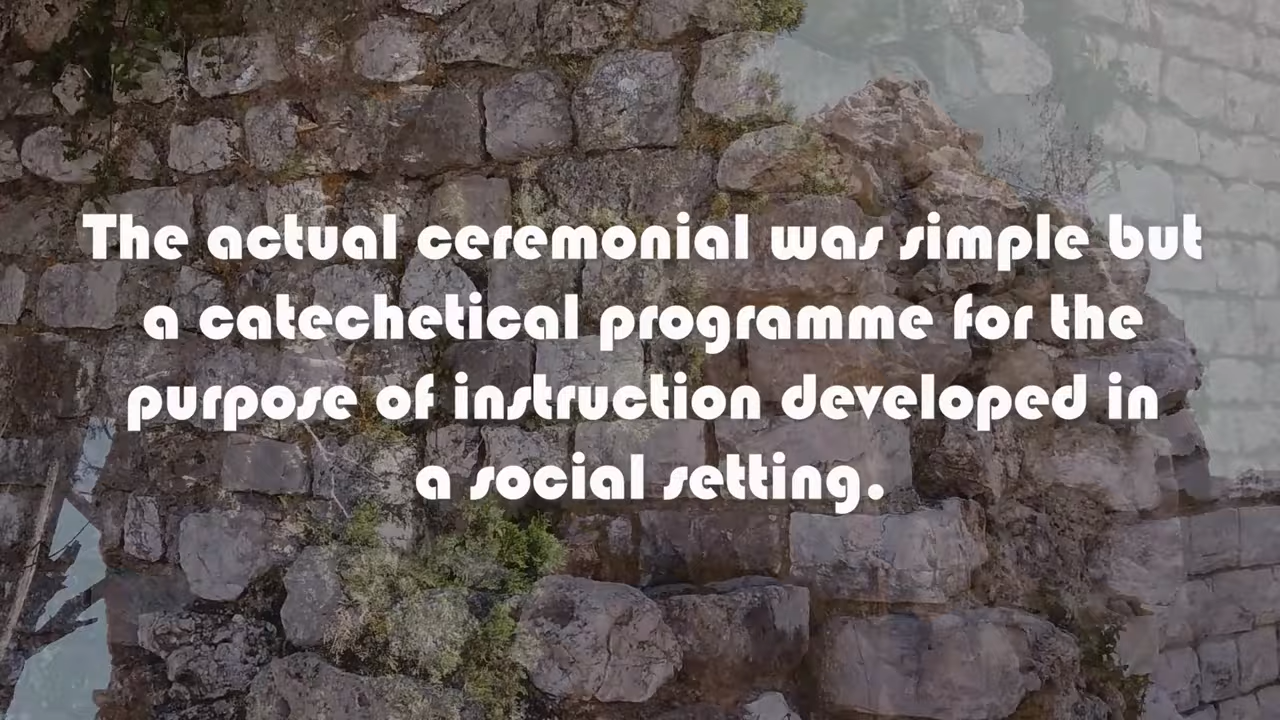 The actual ceremonial was simple but
a catechetical programme for the
purpose of instruction developed in
a social setting.